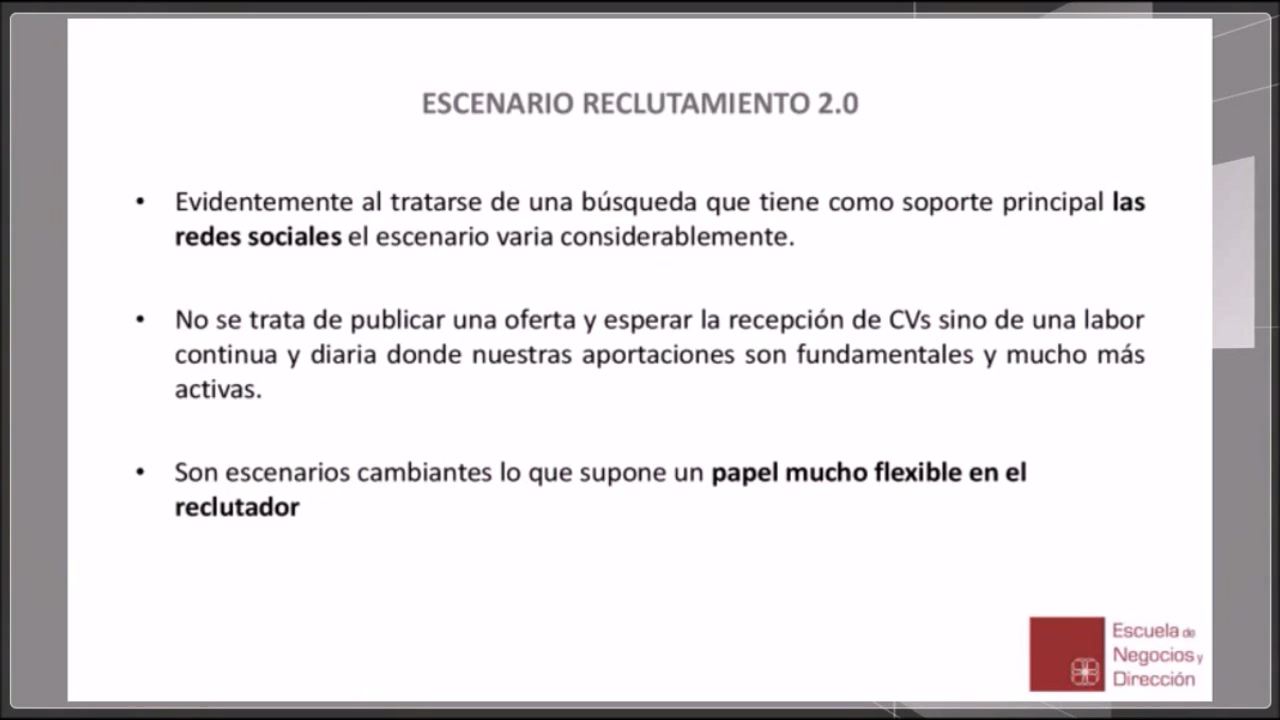 ESCENARIO RECLUTAMIENTO 2.0
• Evidentemente al tratarse de una búsqueda que tiene como soporte principal las
redes sociales el escenario varia considerablemente.
• No se trata de publicar una oferta y esperar la recepción de CVs sino de una labor
continua y diaria donde nuestras aportaciones son fundamentales y mucho más
activas.
• Son escenarios cambiantes lo que supone un papel mucho flexible en el
reclutador
Escuela de
Negocios y
Dirección